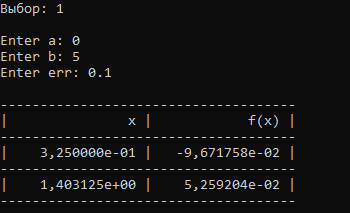 Выбор: 1
Enter a: 0
Enter b: 5
Enter err: 0.1
-------------------------------------
|               x |            f(x) |
-------------------------------------
|    3,250000e-01 |   -9,671758e-02 |
-------------------------------------
|    1,403125e+00 |    5,259204e-02 |
-------------------------------------